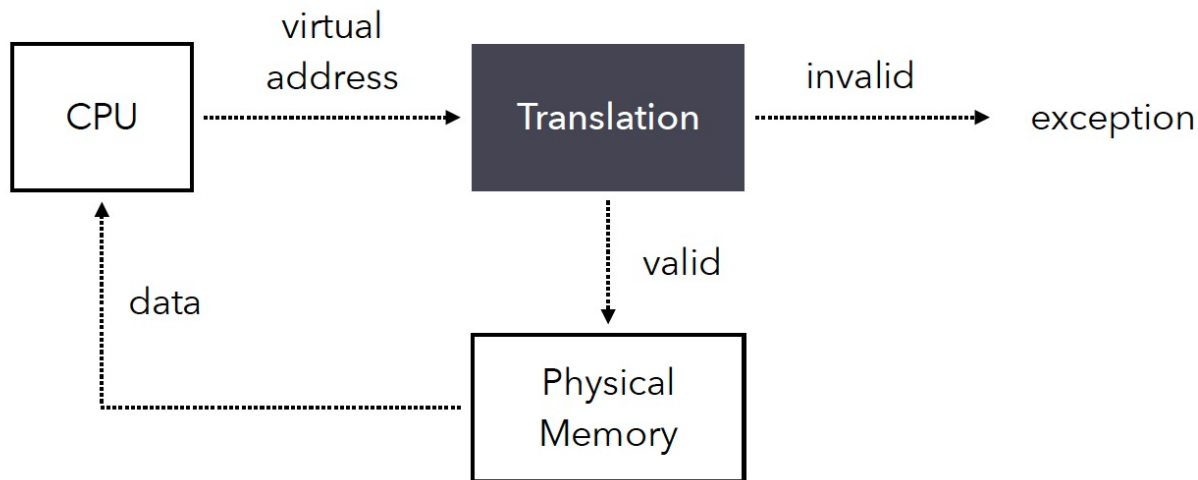 virtual
address
CPU
Translation
invalid
exception
valid
data
Physical
Memory